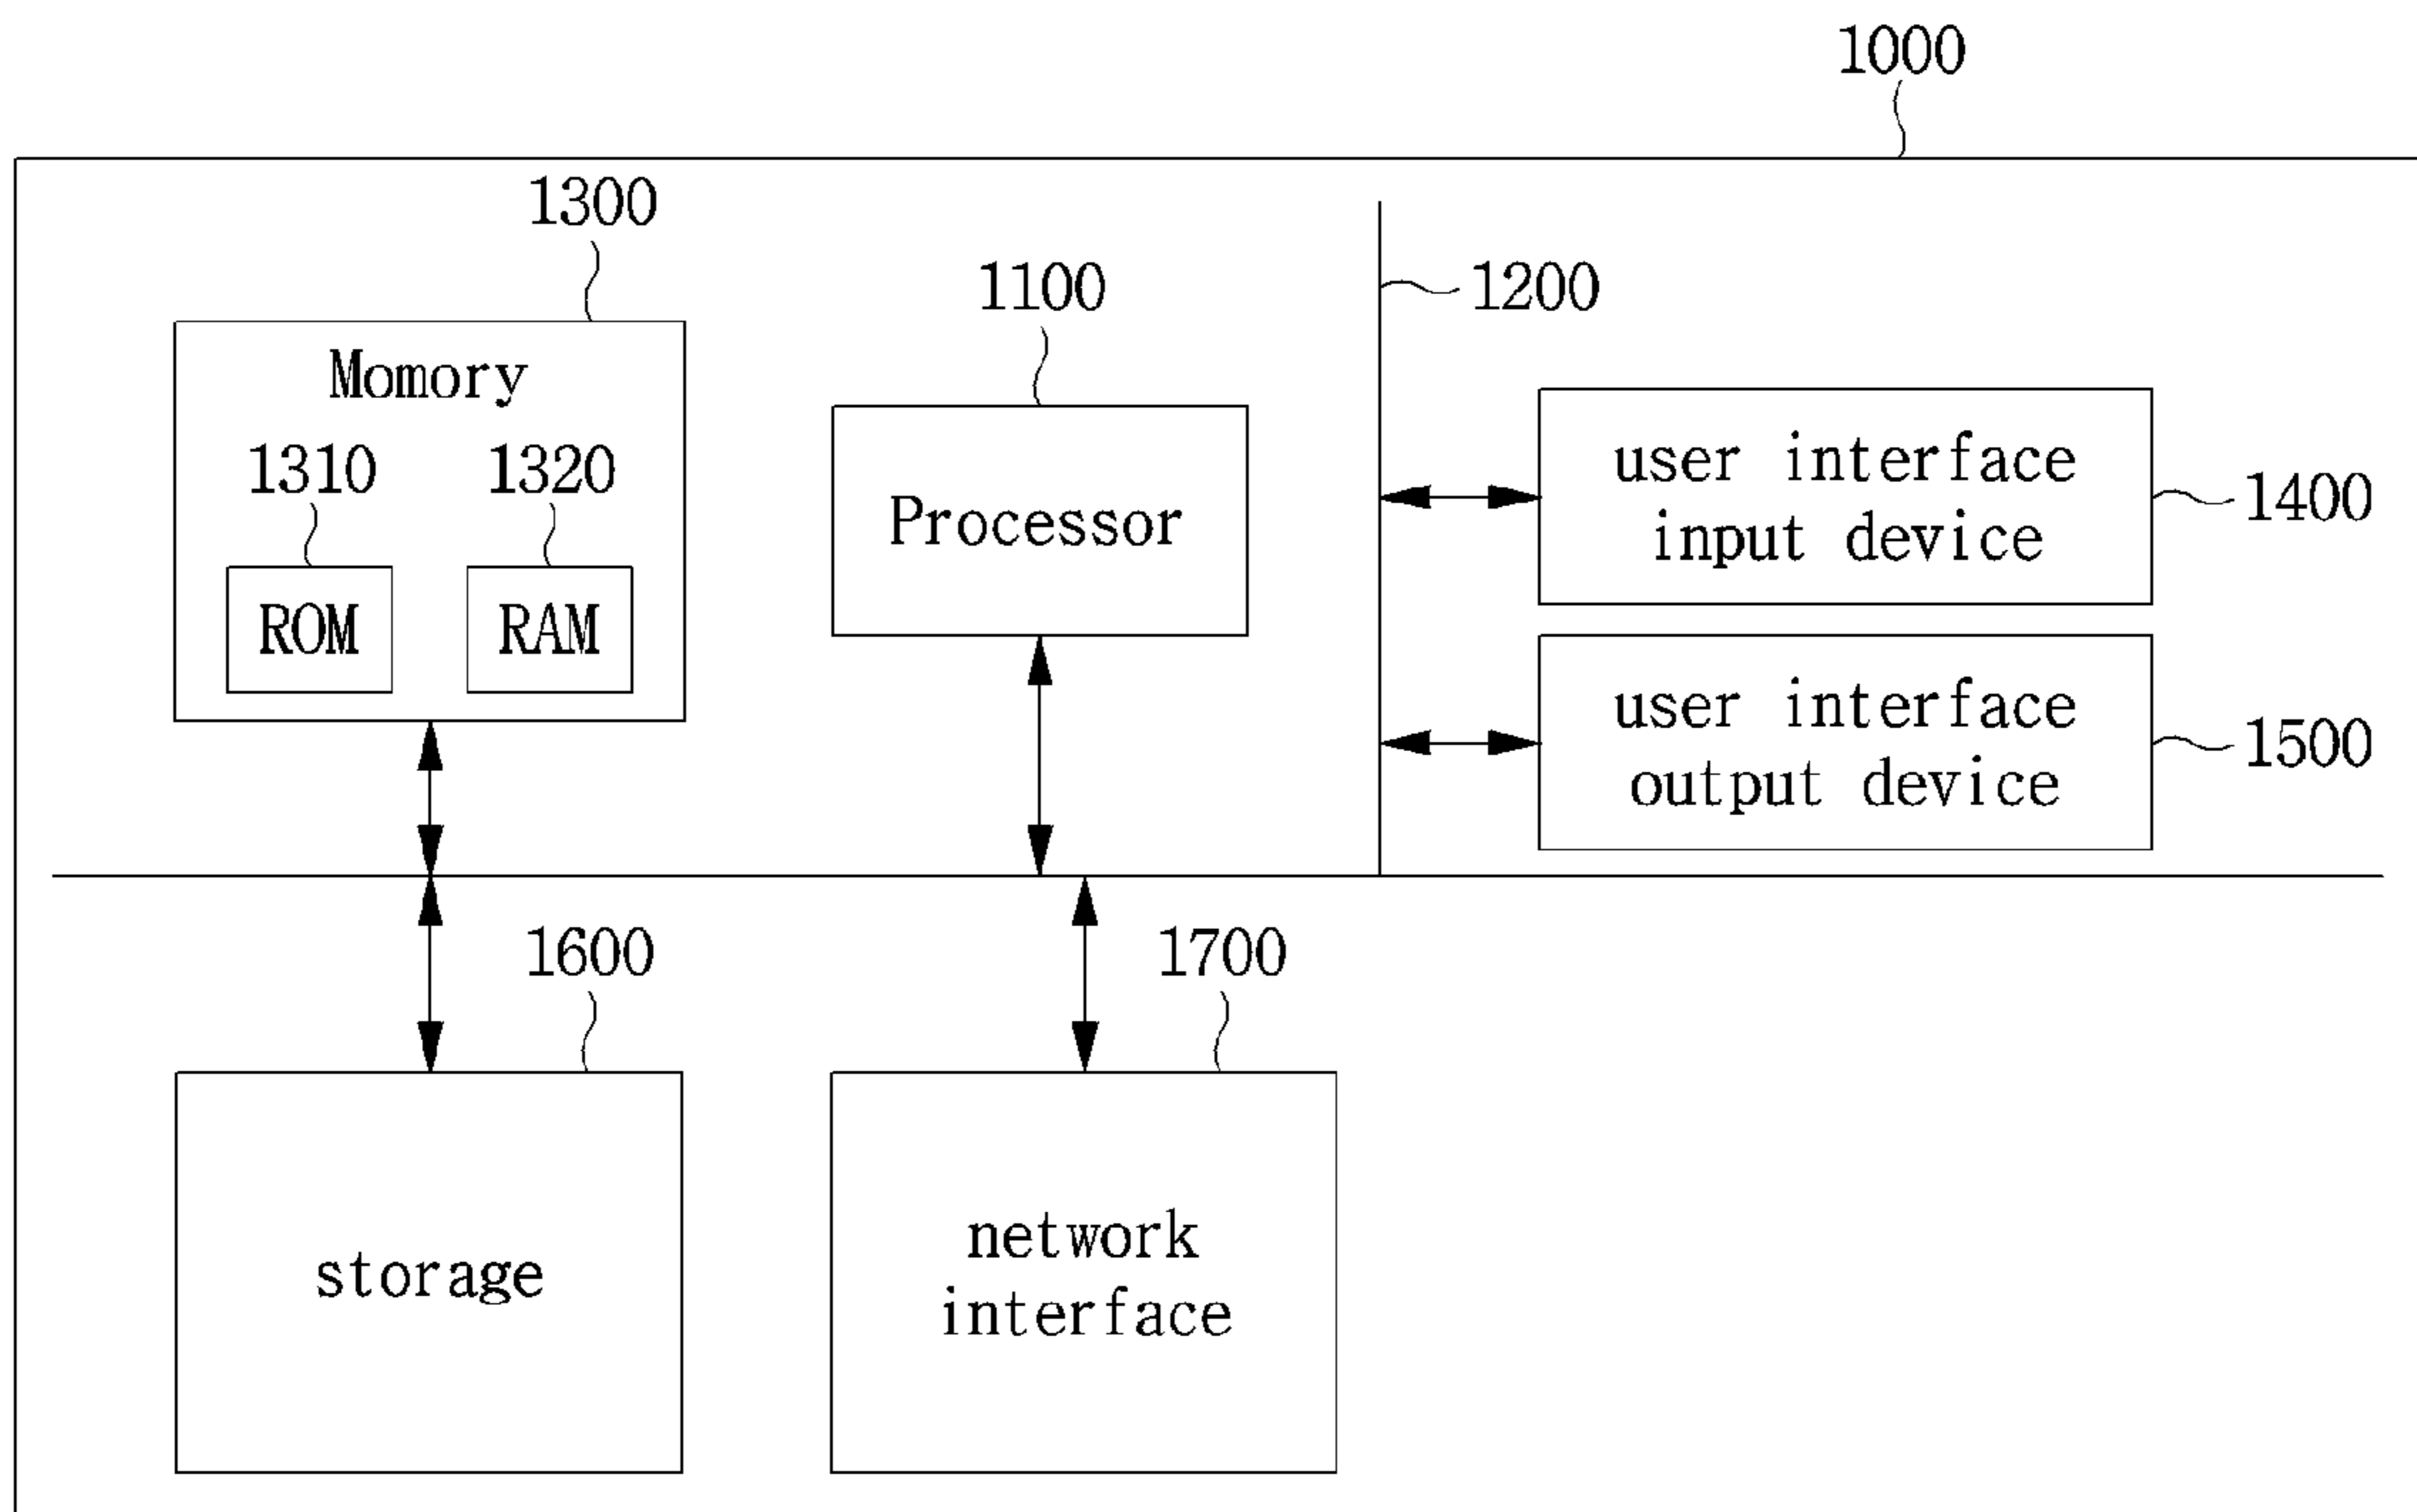 1000
1300
1100
1200
Momory
1310
1320
ROM
RAM
Processor
user interface
input device
1400
user interface
output device
1500
1600
1700
storage
network
interface